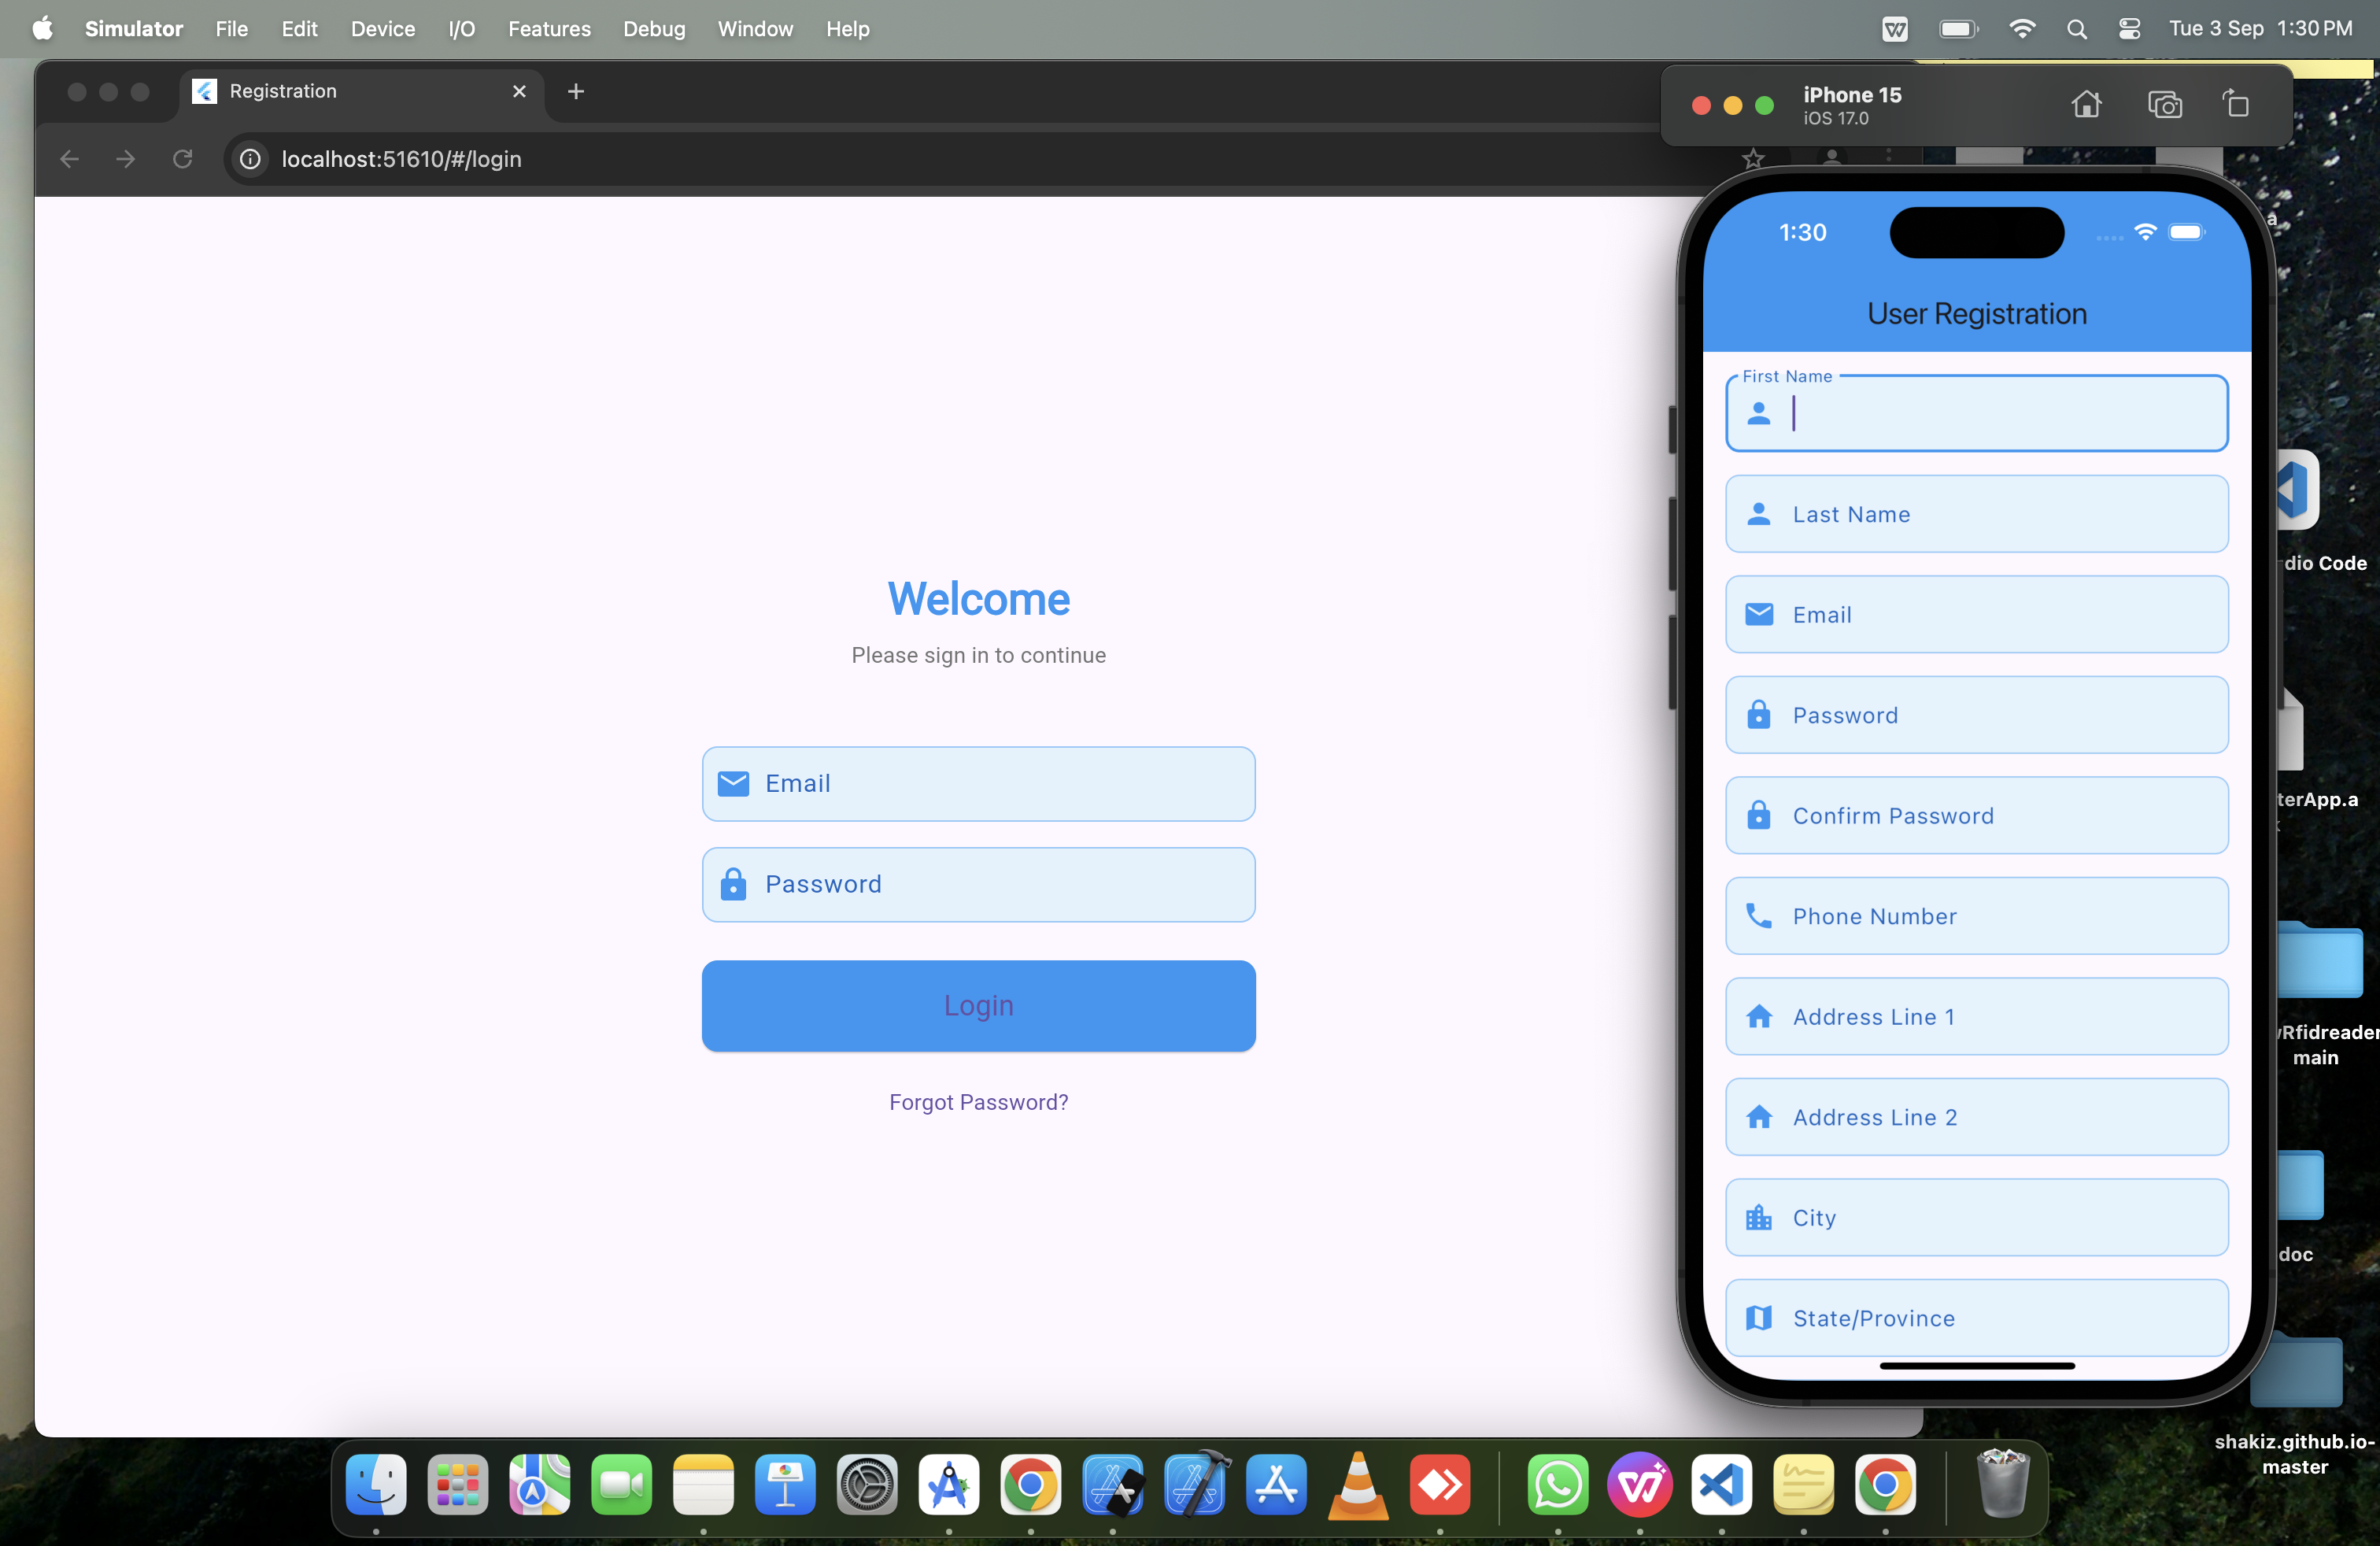 Simulator File Edit Device I/O Features Debug Window Help
Tue 3 Sep 1:30 PM
Registration
localhost:51610/#/login
Welcome
Please sign in to continue
Email
Password
Login
Forgot Password?
iPhone 15
iOS 17.0
1:30
User Registration
First Name
Last Name
Email
Password
Confirm Password
Phone Number
Address Line 1
Address Line 2
City
State/Province
dio Code
terApp.a
Rfidreader
main
doc
shakiz.github.io-
master